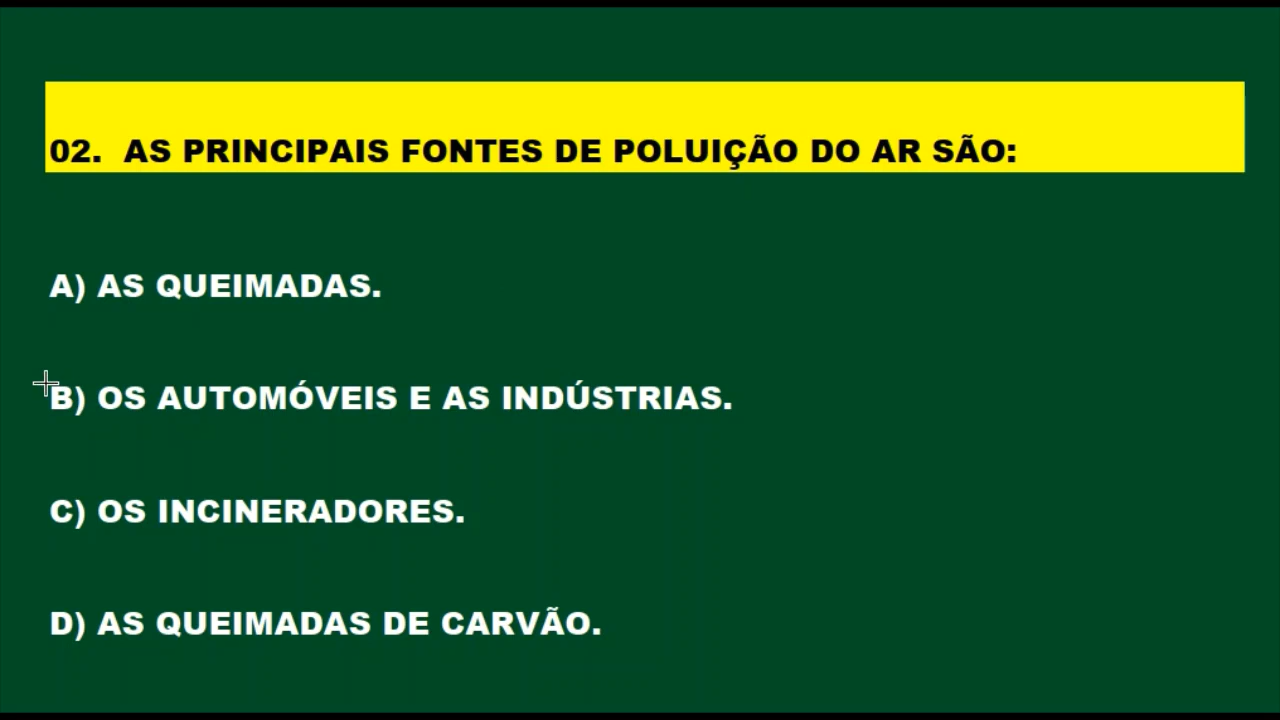 02. AS PRINCIPAIS FONTES DE POLUIÇÃO DO AR SÃO:
A) AS QUEIMADAS.
B) OS AUTOMÓVEIS E AS INDÚSTRIAS.
C) OS INCINERADORES.
D) AS QUEIMADAS DE CARVÃO.